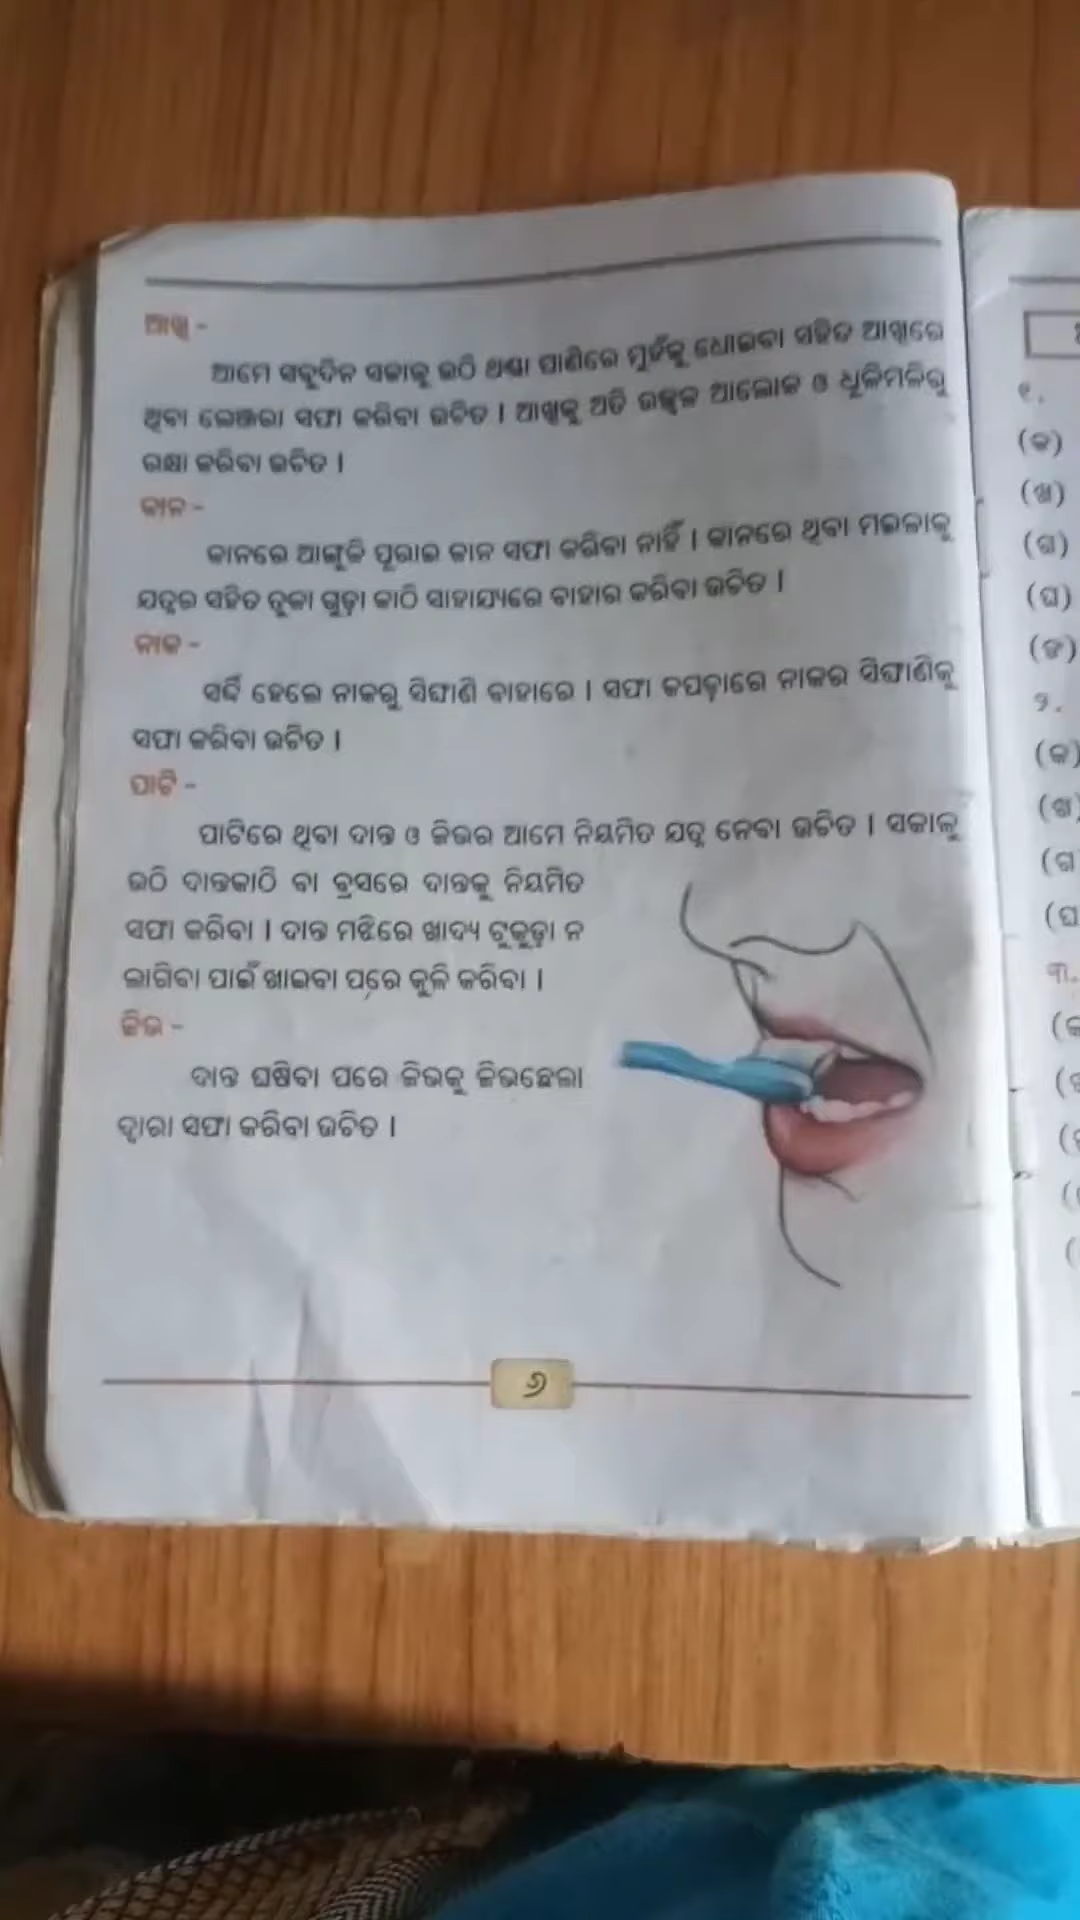 ଆଖି -
ଆମେ ସବୁଦିନ ସକାଳୁ ଉଠି ଥଣ୍ଡା ପାଣିରେ ମୁହଁକୁ ଧୋଇବା ସହିତ ଆଖିରେ
ଥିବା ଲେଞ୍ଜରା ସଫା କରିବା ଉଚିତ । ଆଖିକୁ ଅତି ଉଜ୍ଜ୍ୱଳ ଆଲୋକ ଓ ଧୂଳିମଳିରୁ
ରକ୍ଷା କରିବା ଉଚିତ ।
କାନ -
କାନରେ ଆଙ୍ଗୁଳି ପୂରାଇ କାନ ସଫା କରିବା ନାହିଁ । କାନରେ ଥିବା ମଇଳାକୁ
ଯତ୍ନର ସହିତ ତୁଳା ଗୁଡ଼ା କାଠି ସାହାଯ୍ୟରେ ବାହାର କରିବା ଉଚିତ ।
ନାକ -
ସର୍ଦ୍ଦି ହେଲେ ନାକରୁ ସିଙ୍ଘାଣି ବାହାରେ । ସଫା କପଡ଼ାରେ ନାକର ସିଙ୍ଘାଣିକୁ
ସଫା କରିବା ଉଚିତ ।
ପାଟି -
ପାଟିରେ ଥିବା ଦାନ୍ତ ଓ ଜିଭର ଆମେ ନିୟମିତ ଯତ୍ନ ନେବା ଉଚିତ । ସକାଳୁ
ଉଠି ଦାନ୍ତକାଠି ବା ବ୍ରସରେ ଦାନ୍ତକୁ ନିୟମିତ
ସଫା କରିବା । ଦାନ୍ତ ମଝିରେ ଖାଦ୍ୟ ଟୁକୁଡ଼ା ନ
ଲାଗିବା ପାଇଁ ଖାଇବା ପରେ କୁଳି କରିବା ।
ଜିଭ -
ଦାନ୍ତ ଘଷିବା ପରେ ଜିଭକୁ ଜିଭଛେଲା
ଦ୍ୱାରା ସଫା କରିବା ଉଚିତ ।
୬
୧.
(କ)
(ଖ)
(ଗ)
(ଘ)
(ଙ)
୨.
(କ)
(ଖ)
(ଗ
(ଘ
୩.